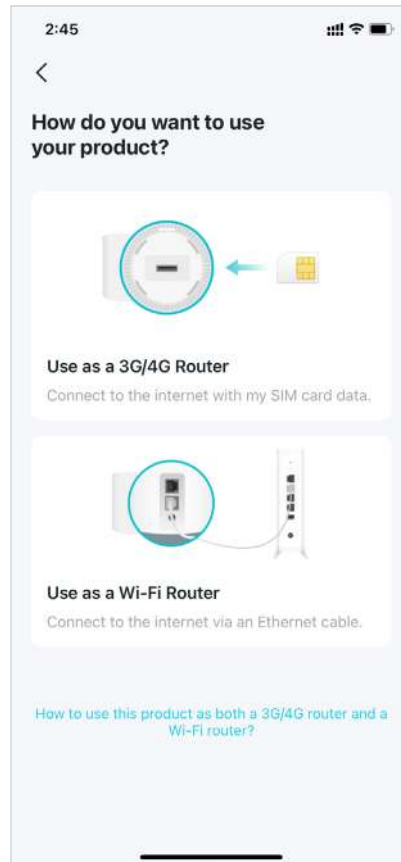 2:45
How do you want to use
your product?
Use as a 3G/4G Router
Connect to the internet with my SIM card data.
Use as a Wi-Fi Router
Connect to the internet via an Ethernet cable.
How to use this product as both a 3G/4G router and a
Wi-Fi router?